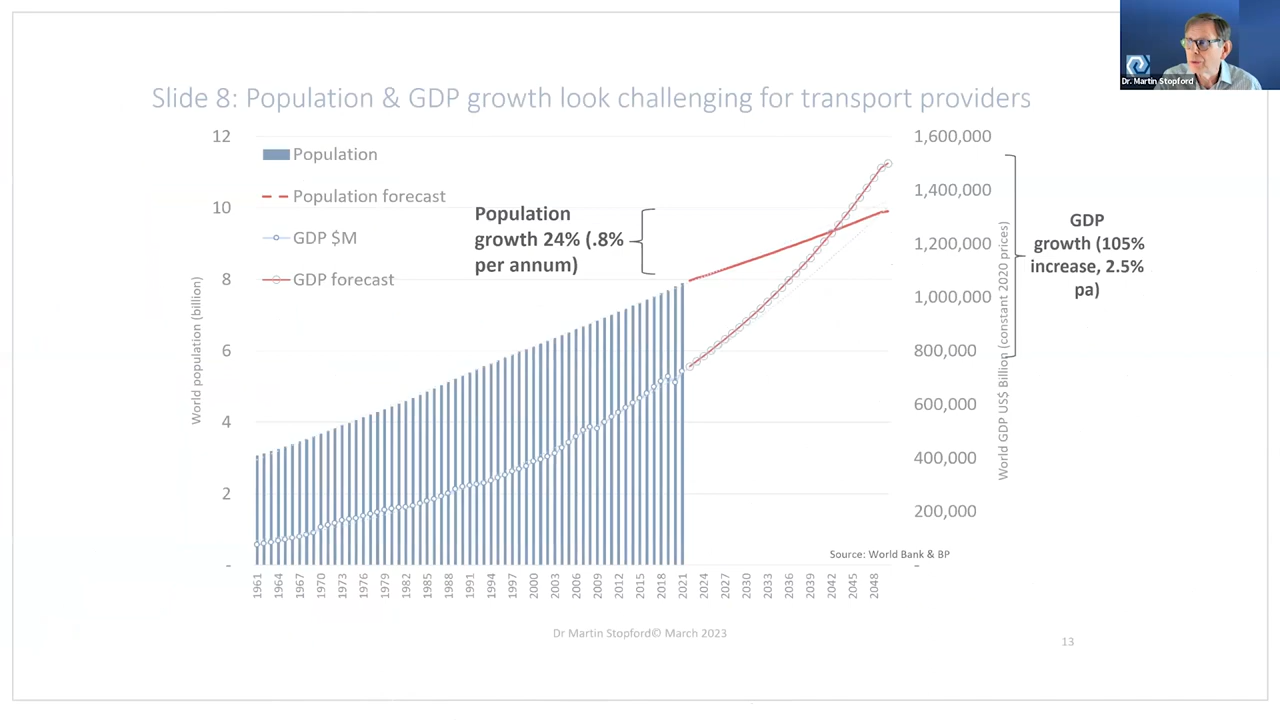 Dr. Martin Stopford
Slide 8: Population & GDP growth look challenging for transport providers
12
10
8
6
4
2
-
World population (billion)
Population
Population forecast
GDP $M
GDP forecast
Population
growth 24% (.8%
per annum)
1,600,000
1,400,000
1,200,000
1,000,000
800,000
600,000
400,000
200,000
-
World GDP US$ Billion (constant 2020 prices)
GDP
growth (105%
increase, 2.5%
pa)
Source: World Bank & BP
1961
1964
1967
1970
1973
1976
1979
1982
1985
1988
1991
1994
1997
2000
2003
2006
2009
2012
2015
2018
2021
2024
2027
2030
2033
2036
2039
2042
2045
2048
Dr Martin Stopford© March 2023
13